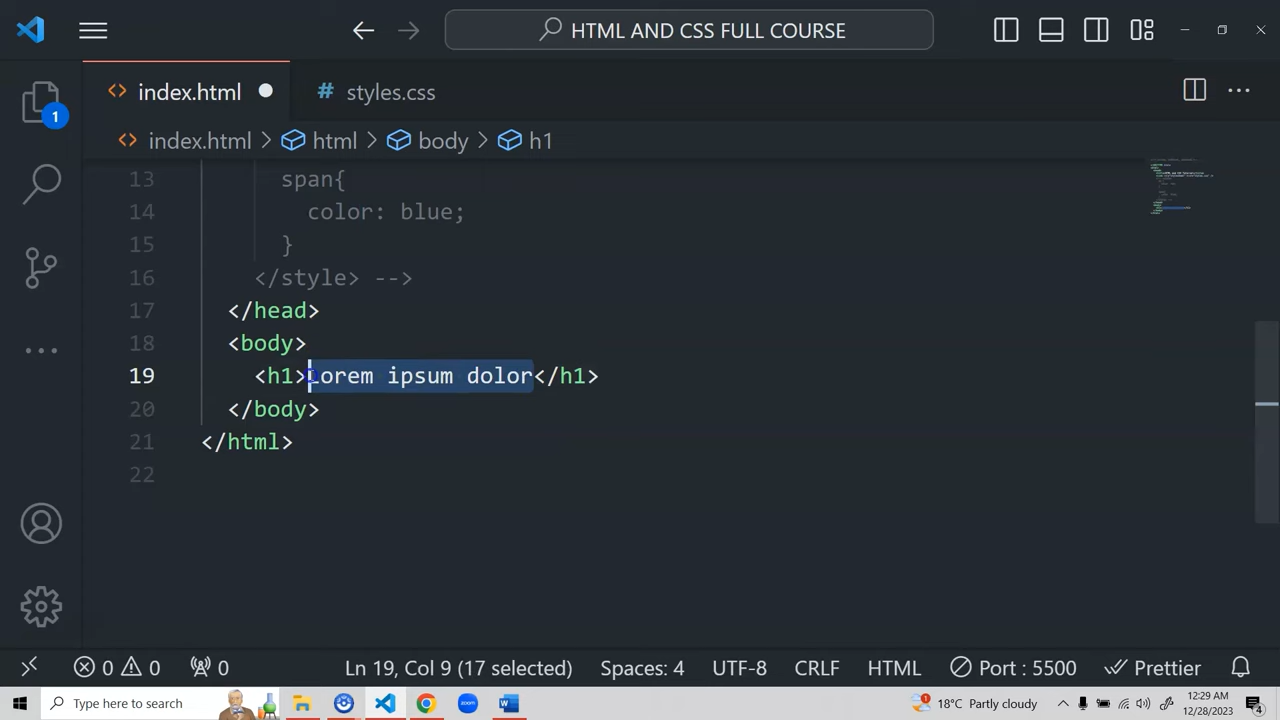 HTML AND CSS FULL COURSE
<> index.html # styles.css
1
<> index.html > html > body > h1
13 span{
14 color: blue;
15 }
16 </style> -->
17 </head>
18 <body>
19 <h1>Lorem ipsum dolor</h1>
20 </body>
21 </html>
22
0 0 0 Ln 19, Col 9 (17 selected) Spaces: 4 UTF-8 CRLF HTML Port : 5500 Prettier
Type here to search zoom W 18°C Partly cloudy 12:29 AM
12/28/2023 4